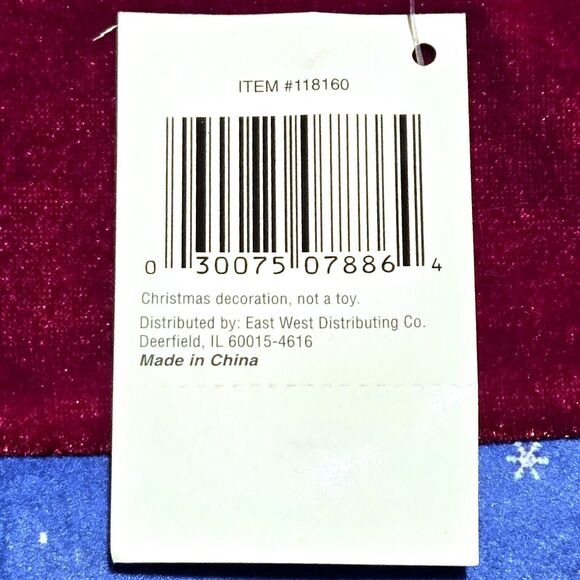 ITEM #118160
0 30075 07886 4
Christmas decoration, not a toy.
Distributed by: East West Distributing Co.
Deerfield, IL 60015-4616
Made in China